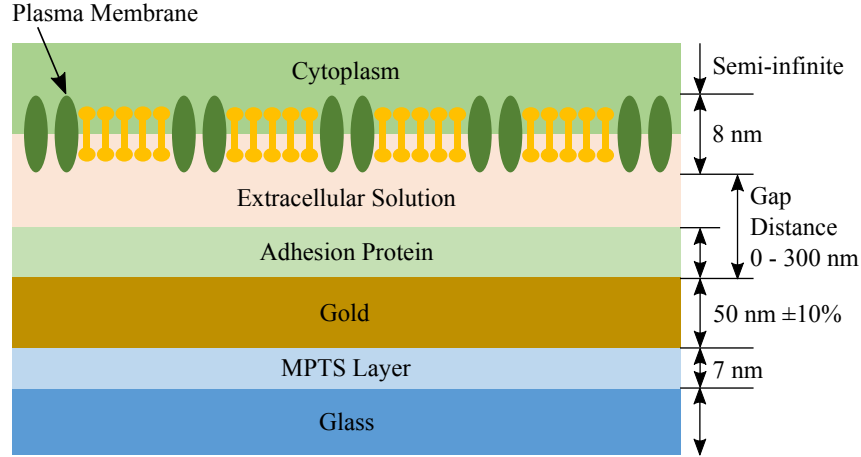 Plasma Membrane
Cytoplasm
Semi-infinite
8 nm
Extracellular Solution
Gap
Distance
0 - 300 nm
Adhesion Protein
Gold
50 nm ±10%
MPTS Layer
7 nm
Glass